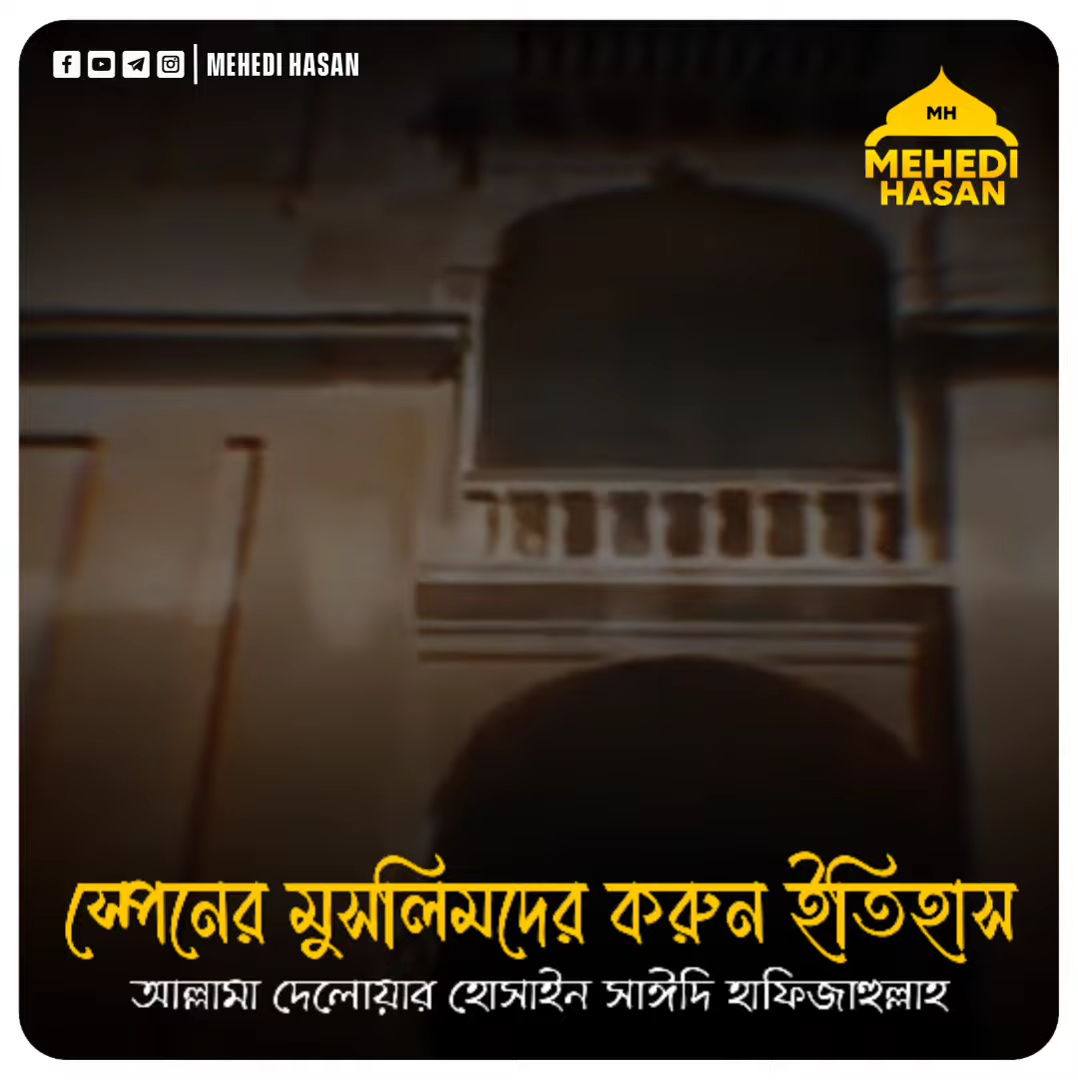 MEHEDI HASAN
MH
MEHEDI
HASAN
স্পেনের মুসলিমদের করুন ইতিহাস
আল্লামা দেলোয়ার হোসাইন সাঈদি হাফিজাহুল্লাহ